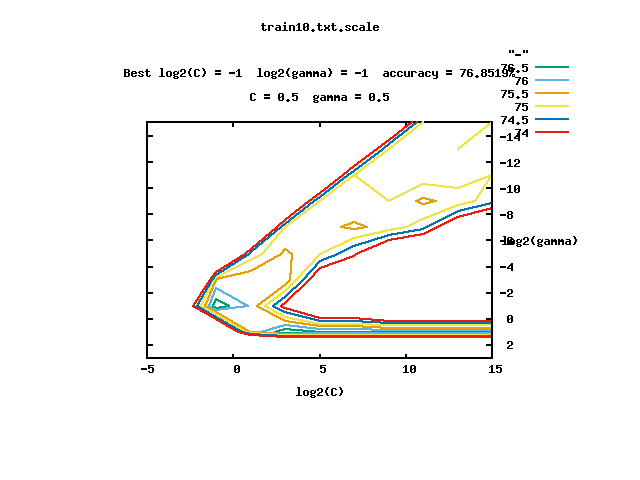 train10.txt.scale
"-"
Best log2(C) = -1  log2(gamma) = -1  accuracy = 76.8519%
C = 0.5  gamma = 0.5
76.5
76
75.5
75
74.5
74
-14
-12
-10
-8
-6
log2(gamma)
-4
-2
0
2
-5 0 5 10 15
log2(C)